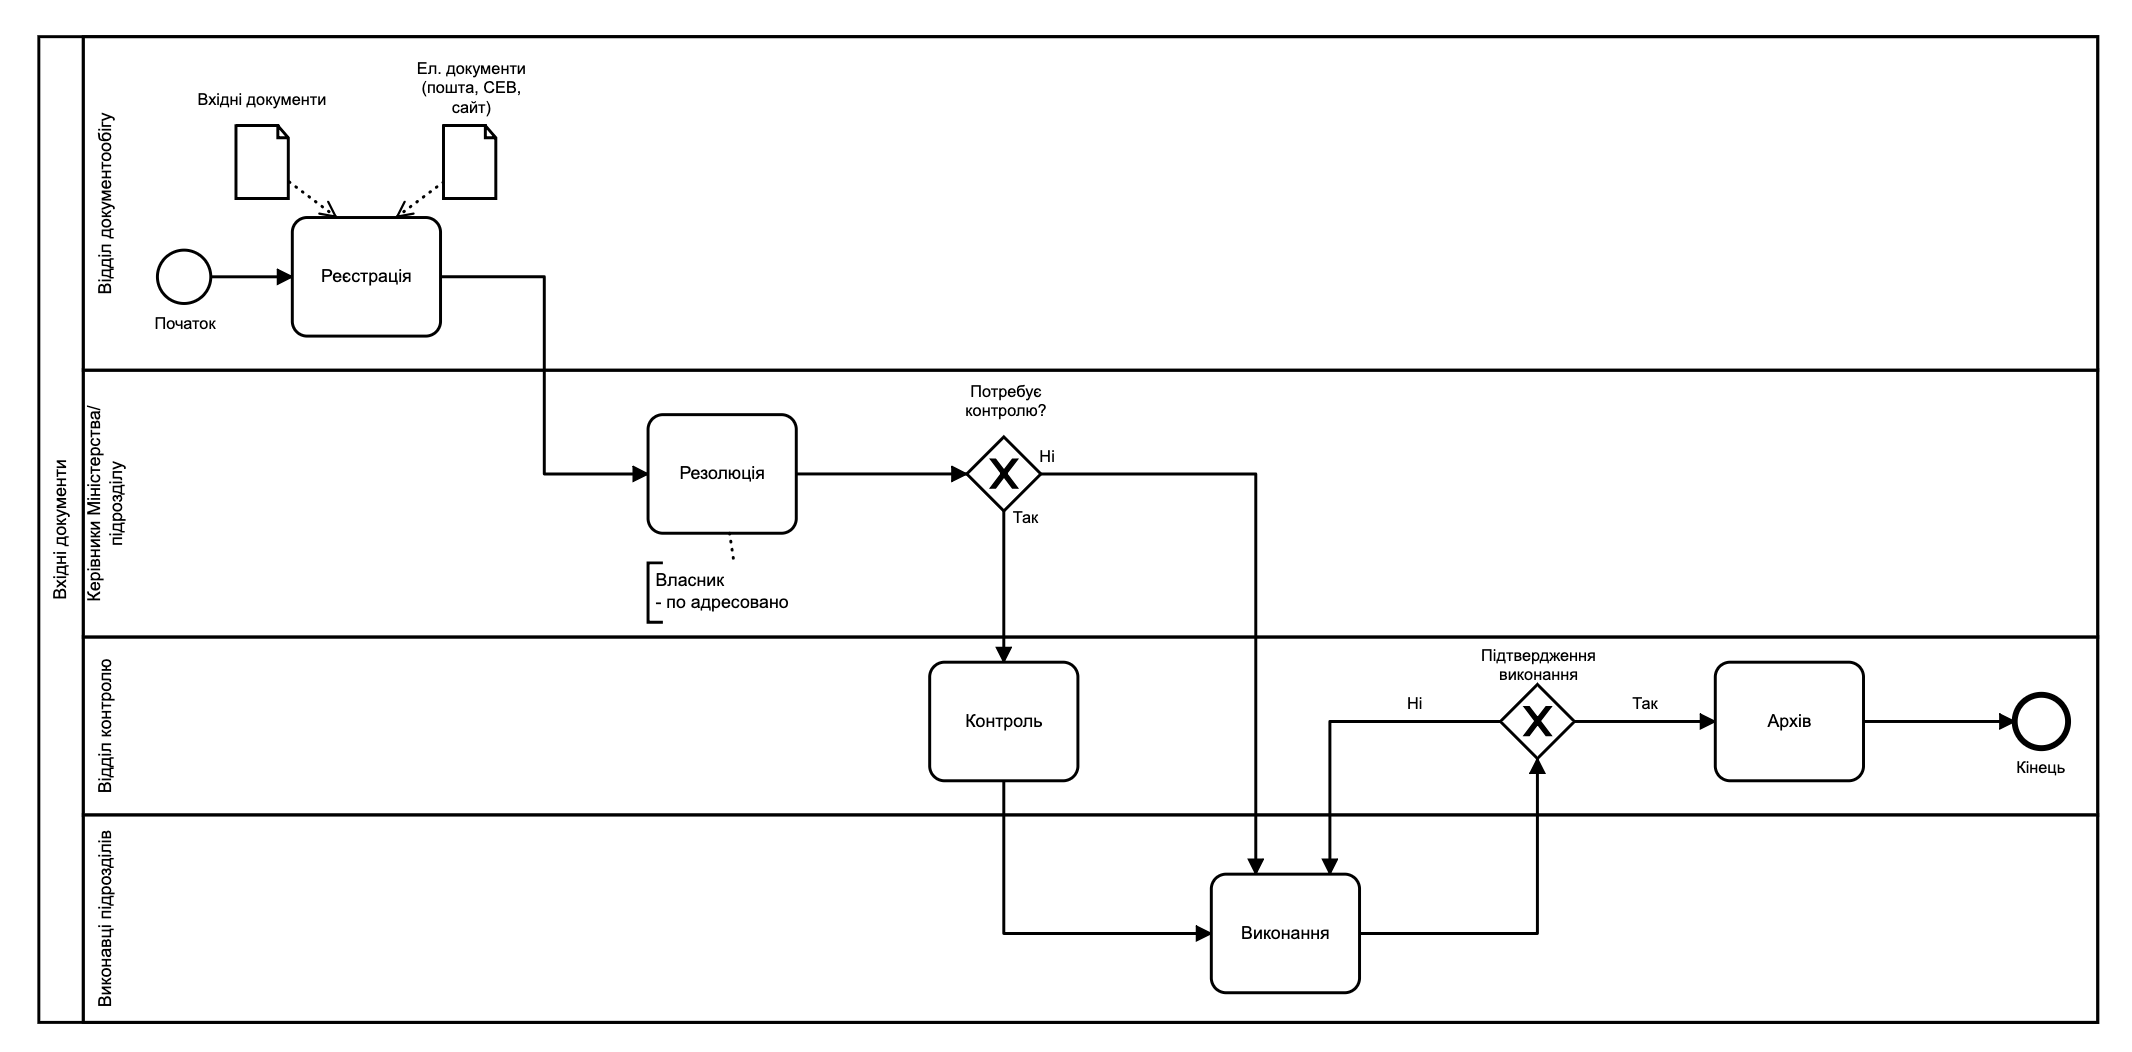 Вхідні документи
Відділ документообігу
Вхідні документи
Ел. документи
(пошта, СЕВ,
сайт)
Реєстрація
Початок
Керівники Міністерства/
підрозділу
Резолюція
Власник
- по адресовано
Потребує
контролю?
Ні
Так
Відділ контролю
Контроль
Підтвердження
виконання
Ні
Так
Архів
Кінець
Виконавці підрозділів
Виконання